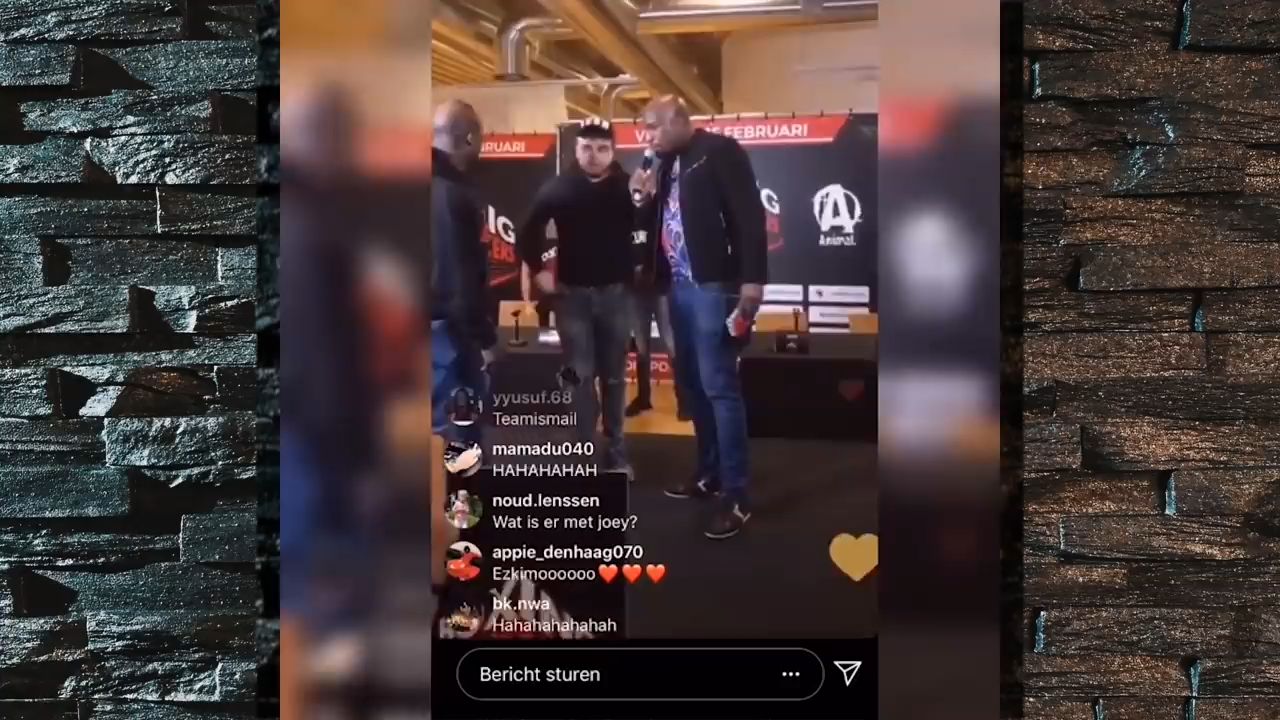 FEBRUARI
IG
Animal.
yyusuf.68
Teamismail
mamadu040
HAHAHAHAH
noud.lenssen
Wat is er met joey?
appie_denhaag070
Ezkimoooooo❤️❤️❤️
bk.nwa
Hahahahahahah
Bericht sturen